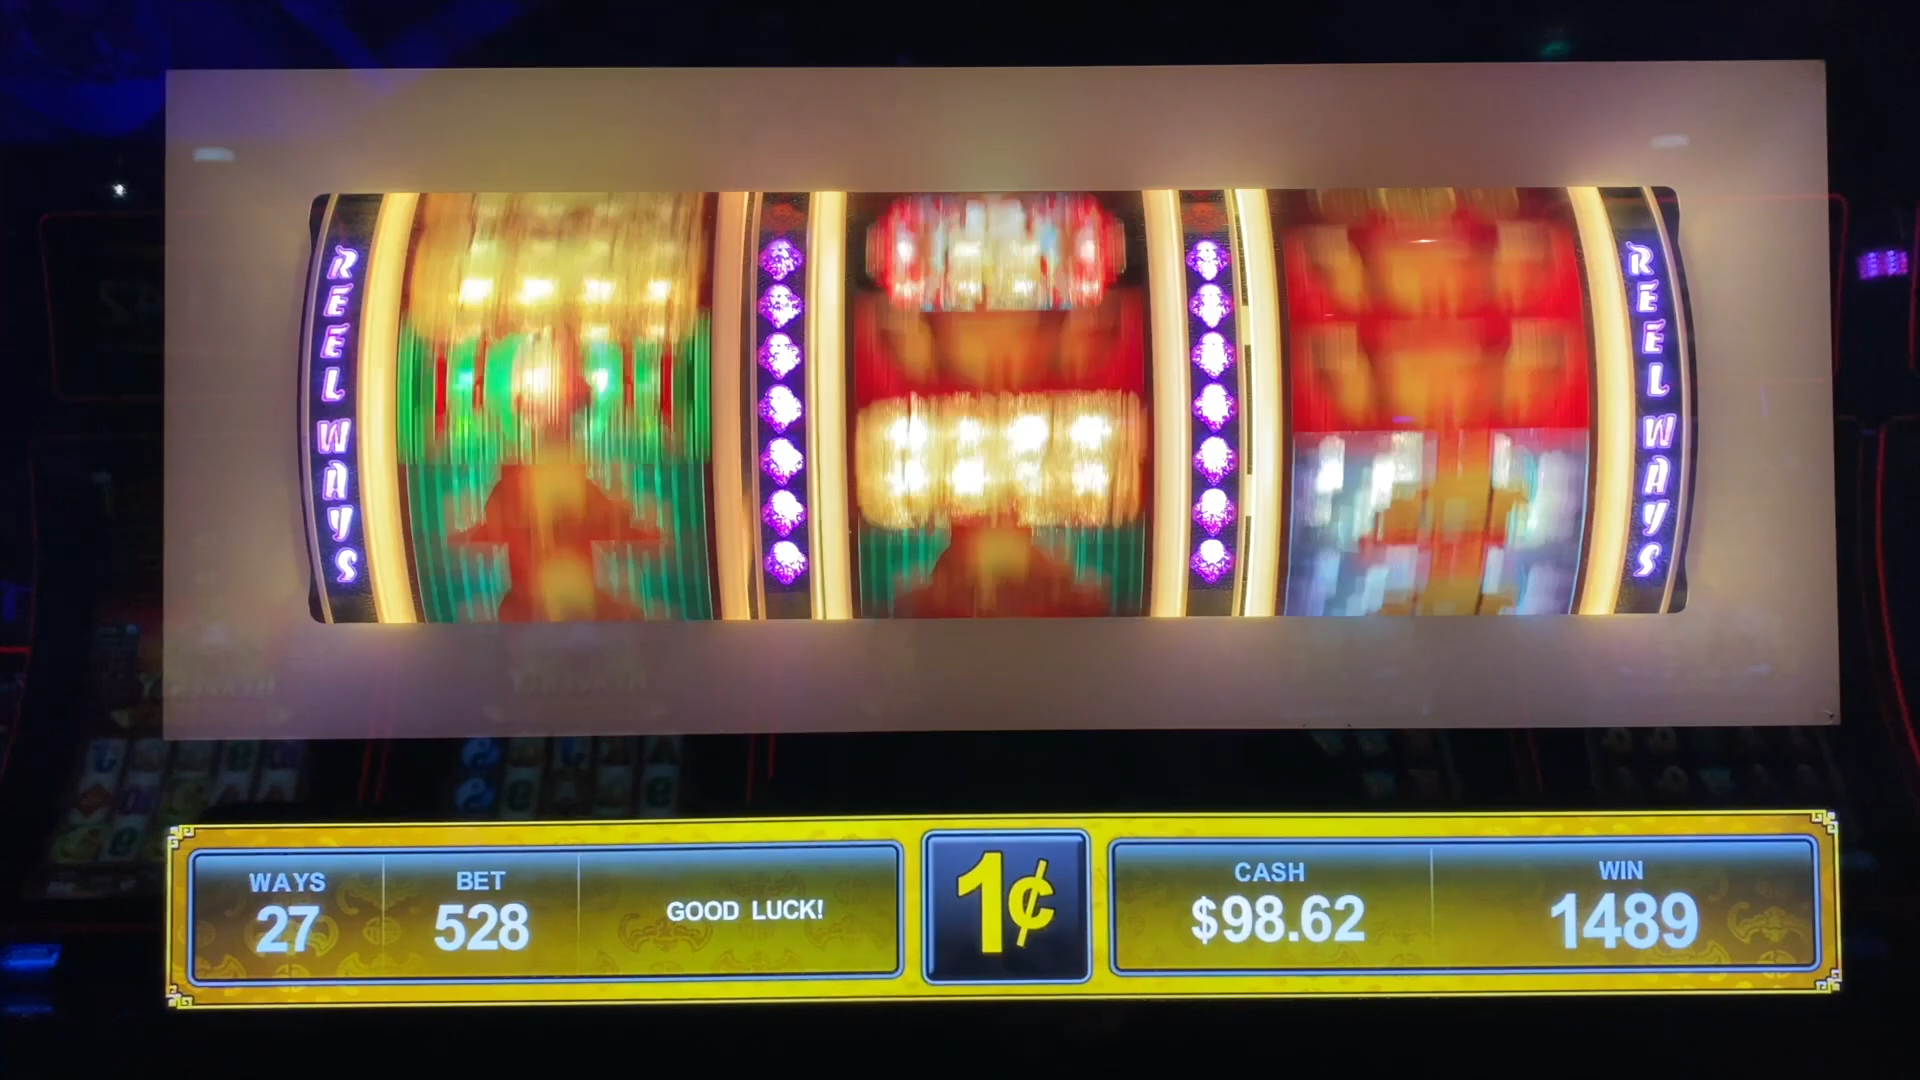 REEL WAYS
REEL WAYS
WAYS
27
BET
528
GOOD LUCK!
1¢
CASH
$98.62
WIN
1489